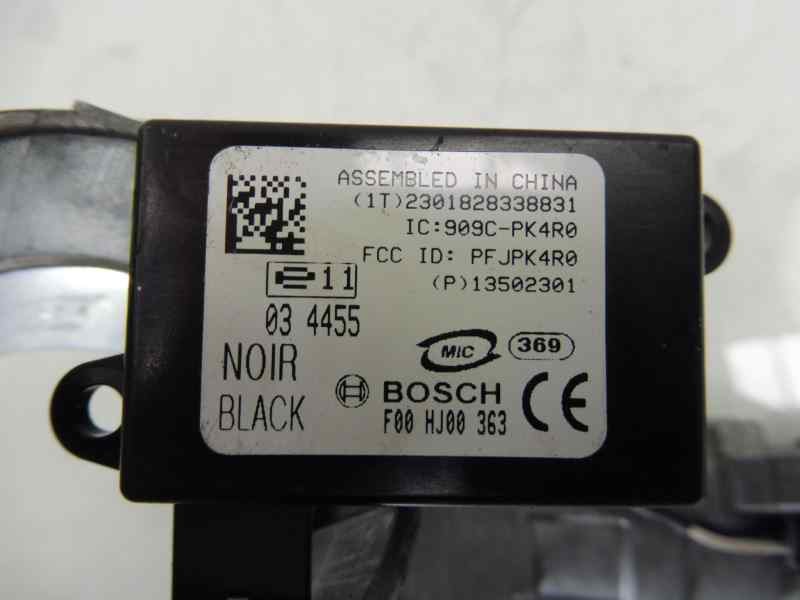 ASSEMBLED IN CHINA
(1T)2301828338831
IC:909C-PK4R0
FCC ID: PFJPK4R0
(P)13502301
11
03 4455
NOIR
BLACK
MIC
369
BOSCH
F00 HJ00 363
CE